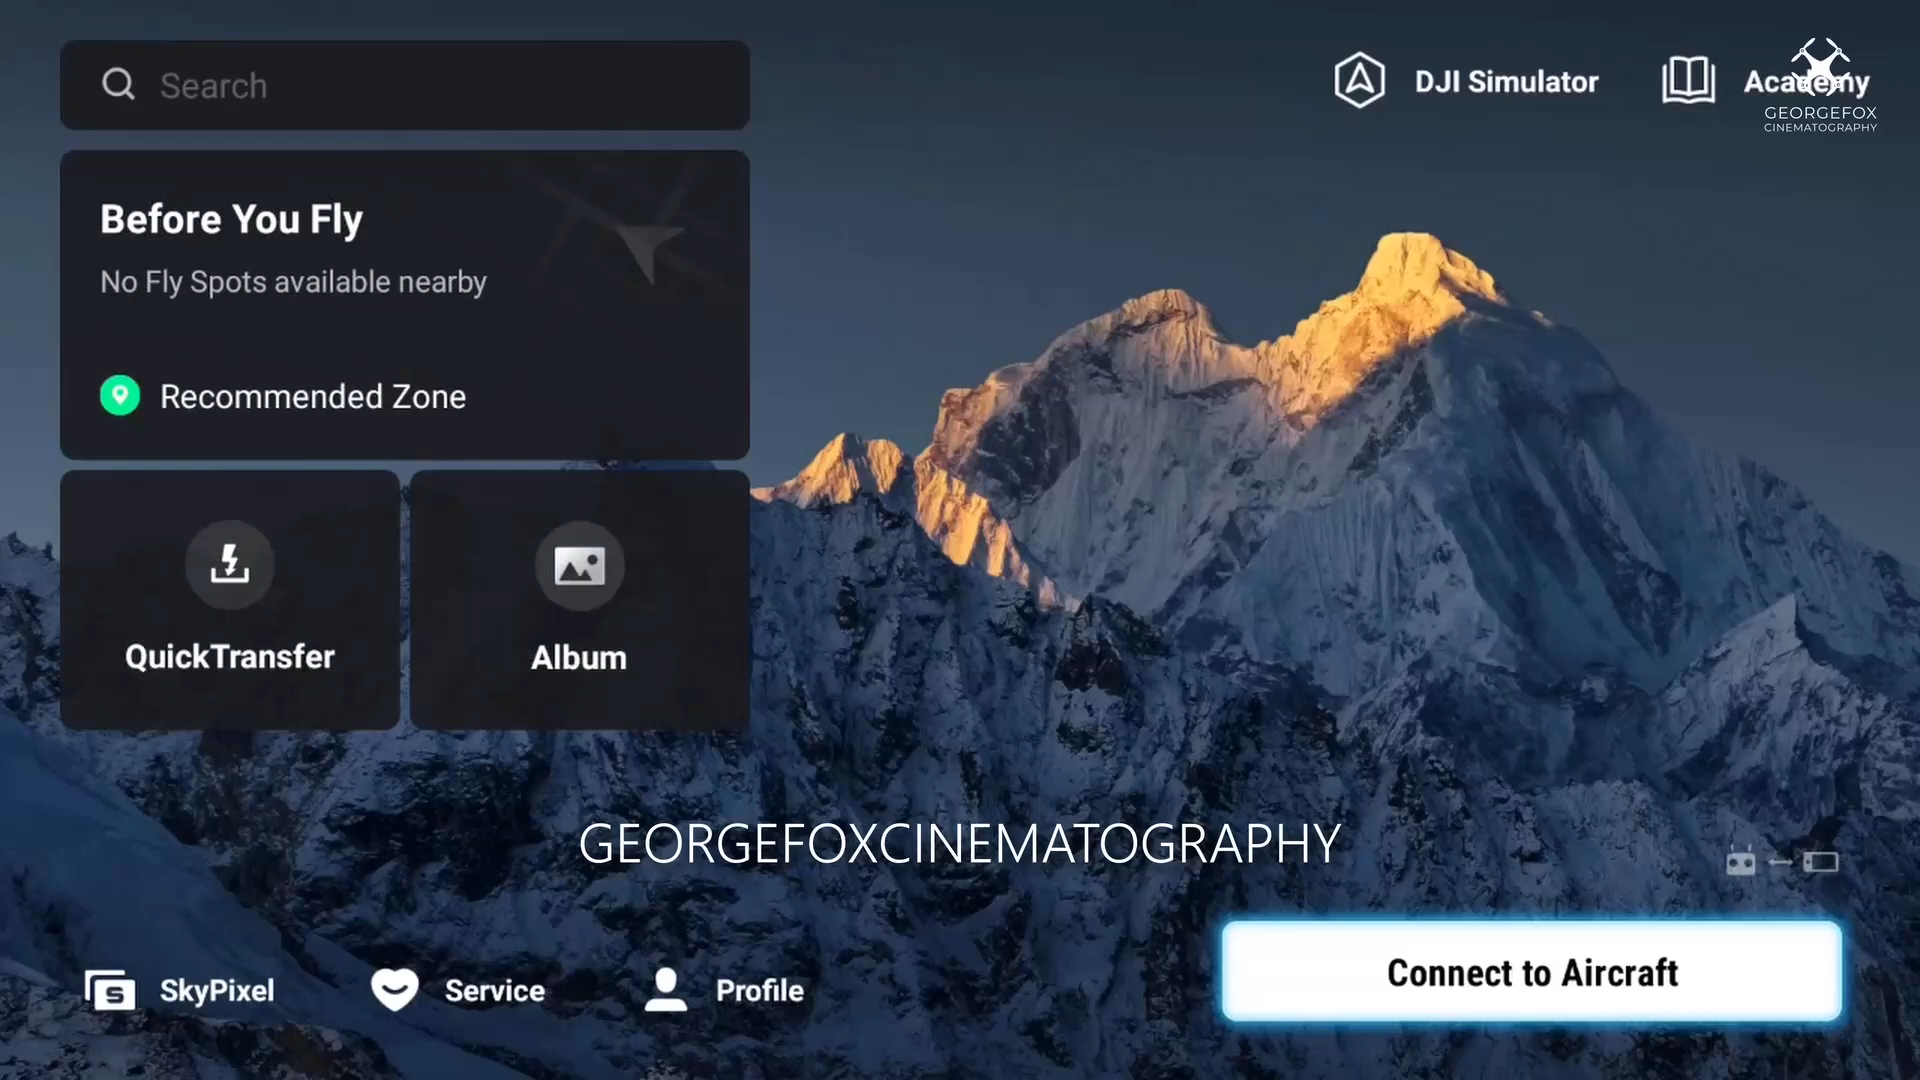 Search
DJI Simulator
Academy
GEORGEFOX
CINEMATOGRAPHY
Before You Fly
No Fly Spots available nearby
Recommended Zone
QuickTransfer
Album
GEORGEFOXCINEMATOGRAPHY
SkyPixel
Service
Profile
Connect to Aircraft